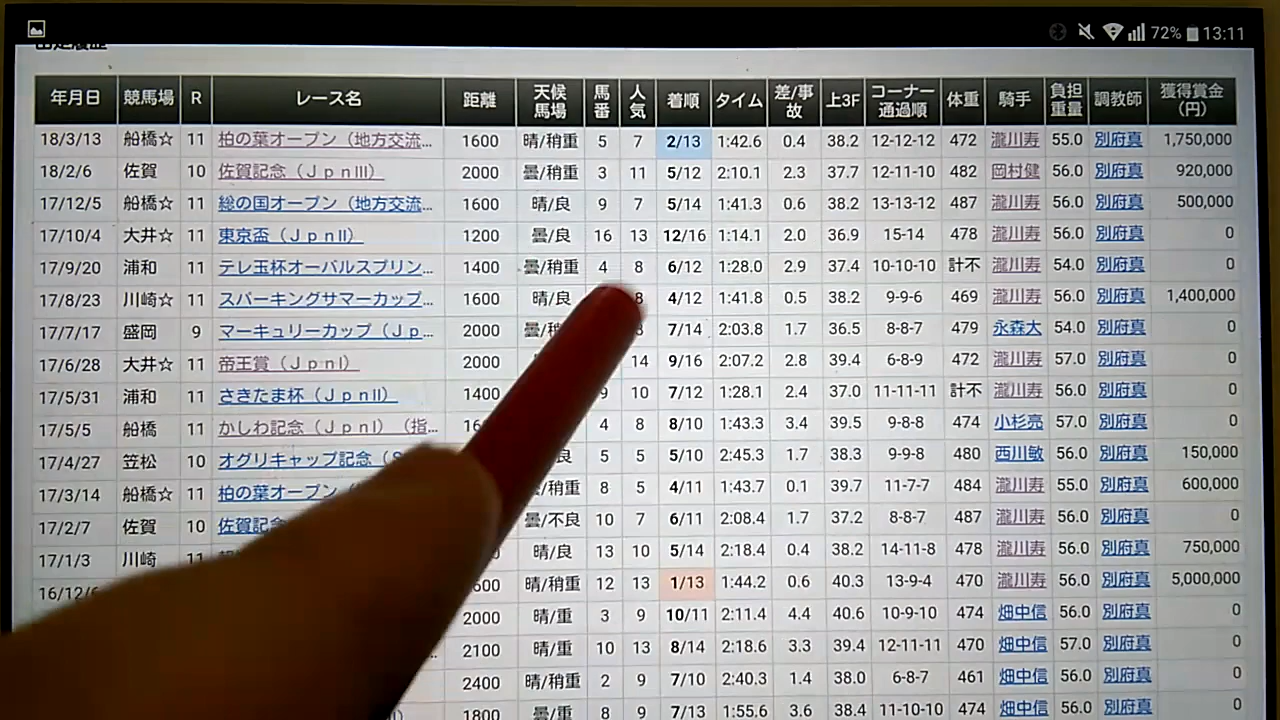 72% 13:11
出走履歴
年月日 競馬場 R レース名 距離 天候馬場 馬番 人気 着順 タイム 差/事故 上3F コーナー通過順 体重 騎手 負担重量 調教師 獲得賞金(円)
18/3/13 船橋☆ 11 柏の葉オープン（地方交流… 1600 晴/稍重 5 7 2/13 1:42.6 0.4 38.2 12-12-12 472 瀧川寿 55.0 別府真 1,750,000
18/2/6 佐賀 10 佐賀記念（ＪｐｎⅢ） 2000 曇/稍重 3 11 5/12 2:10.1 2.3 37.7 12-11-10 482 岡村健 56.0 別府真 920,000
17/12/5 船橋☆ 11 総の国オープン（地方交流… 1600 晴/良 9 7 5/14 1:41.3 0.6 38.2 13-13-12 487 瀧川寿 56.0 別府真 500,000
17/10/4 大井☆ 11 東京盃（ＪｐｎⅡ） 1200 曇/良 16 13 12/16 1:14.1 2.0 36.9 15-14 478 瀧川寿 56.0 別府真 0
17/9/20 浦和 11 テレ玉杯オーバルスプリン… 1400 曇/稍重 4 8 6/12 1:28.0 2.9 37.4 10-10-10 計不 瀧川寿 54.0 別府真 0
17/8/23 川崎☆ 11 スパーキングサマーカップ… 1600 晴/良 8 4/12 1:41.8 0.5 38.2 9-9-6 469 瀧川寿 56.0 別府真 1,400,000
17/7/17 盛岡 9 マーキュリーカップ（Ｊｐ… 2000 曇/稍 7/14 2:03.8 1.7 36.5 8-8-7 479 永森大 54.0 別府真 0
17/6/28 大井☆ 11 帝王賞（ＪｐｎⅠ） 2000 14 9/16 2:07.2 2.8 39.4 6-8-9 472 瀧川寿 57.0 別府真 0
17/5/31 浦和 11 さきたま杯（ＪｐｎⅡ） 1400 9 10 7/12 1:28.1 2.4 37.0 11-11-11 計不 瀧川寿 56.0 別府真 0
17/5/5 船橋 11 かしわ記念（ＪｐｎⅠ）（指… 16 4 8 8/10 1:43.3 3.4 39.5 9-8-8 474 小杉亮 57.0 別府真 0
17/4/27 笠松 10 オグリキャップ記念（ 良 5 5 5/10 2:45.3 1.7 38.3 9-9-8 480 西川敏 56.0 別府真 150,000
17/3/14 船橋☆ 11 柏の葉オープン 曇/稍重 8 5 4/11 1:43.7 0.1 39.7 11-7-7 484 瀧川寿 55.0 別府真 600,000
17/2/7 佐賀 10 佐賀記念 曇/不良 10 7 6/11 2:08.4 1.7 37.2 8-8-7 487 瀧川寿 56.0 別府真 0
17/1/3 川崎 11 晴/良 13 10 5/14 2:18.4 0.4 38.2 14-11-8 478 瀧川寿 56.0 別府真 750,000
16/12/6 600 晴/稍重 12 13 1/13 1:44.2 0.6 40.3 13-9-4 470 瀧川寿 56.0 別府真 5,000,000
2000 晴/重 3 9 10/11 2:11.4 4.4 40.6 10-9-10 474 畑中信 56.0 別府真 0
2100 晴/重 10 13 8/14 2:18.6 3.3 39.4 12-11-11 470 畑中信 57.0 別府真 0
2400 晴/稍重 2 9 7/10 2:40.3 1.4 38.0 6-8-7 461 畑中信 56.0 別府真 0
1800 曇/重 8 9 7/13 1:55.6 3.6 38.4 11-10-10 474 畑中信 56.0 別府真 0